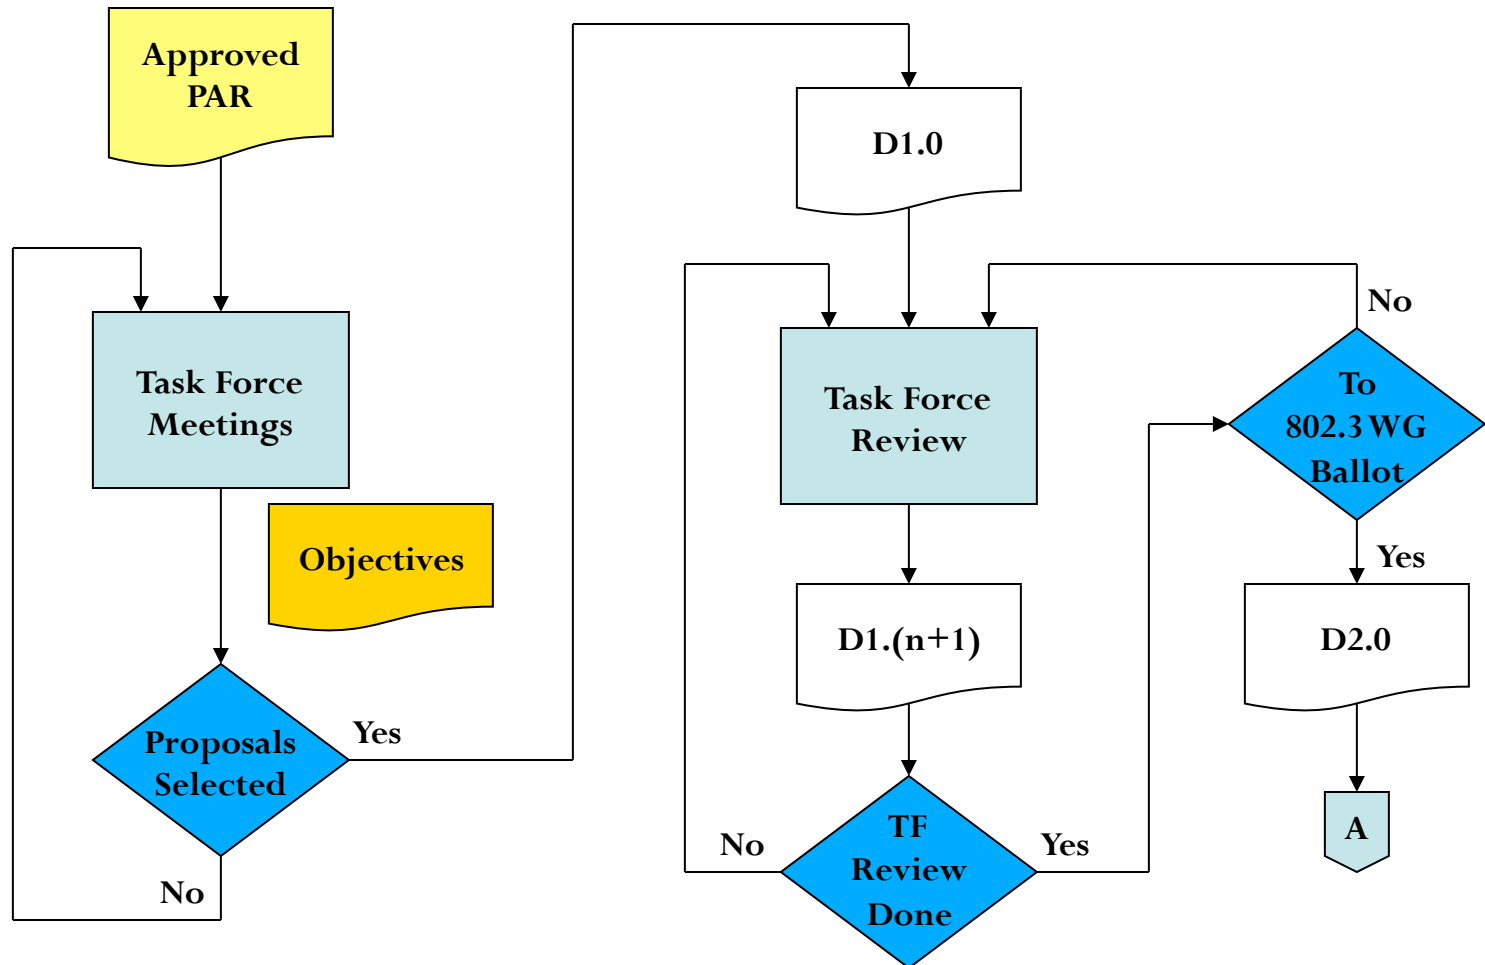 Approved
PAR
Task Force
Meetings
Objectives
Proposals
Selected
Yes
No
D1.0
Task Force
Review
D1.(n+1)
TF
Review
Done
No
Yes
To
802.3 WG
Ballot
No
Yes
D2.0
A